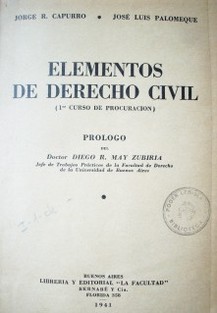 JORGE R. CAPURRO • JOSÉ LUIS PALOMEQUE
ELEMENTOS
DE DERECHO CIVIL
(1er CURSO DE PROCURACION)
PROLOGO
DEL
Doctor DIEGO R. MAY ZUBIRIA
Jefe de Trabajos Prácticos de la Facultad de Derecho
de la Universidad de Buenos Aires
BUENOS AIRES
LIBRERIA Y EDITORIAL "LA FACULTAD"
BERNABÉ Y Cía.
FLORIDA
1941